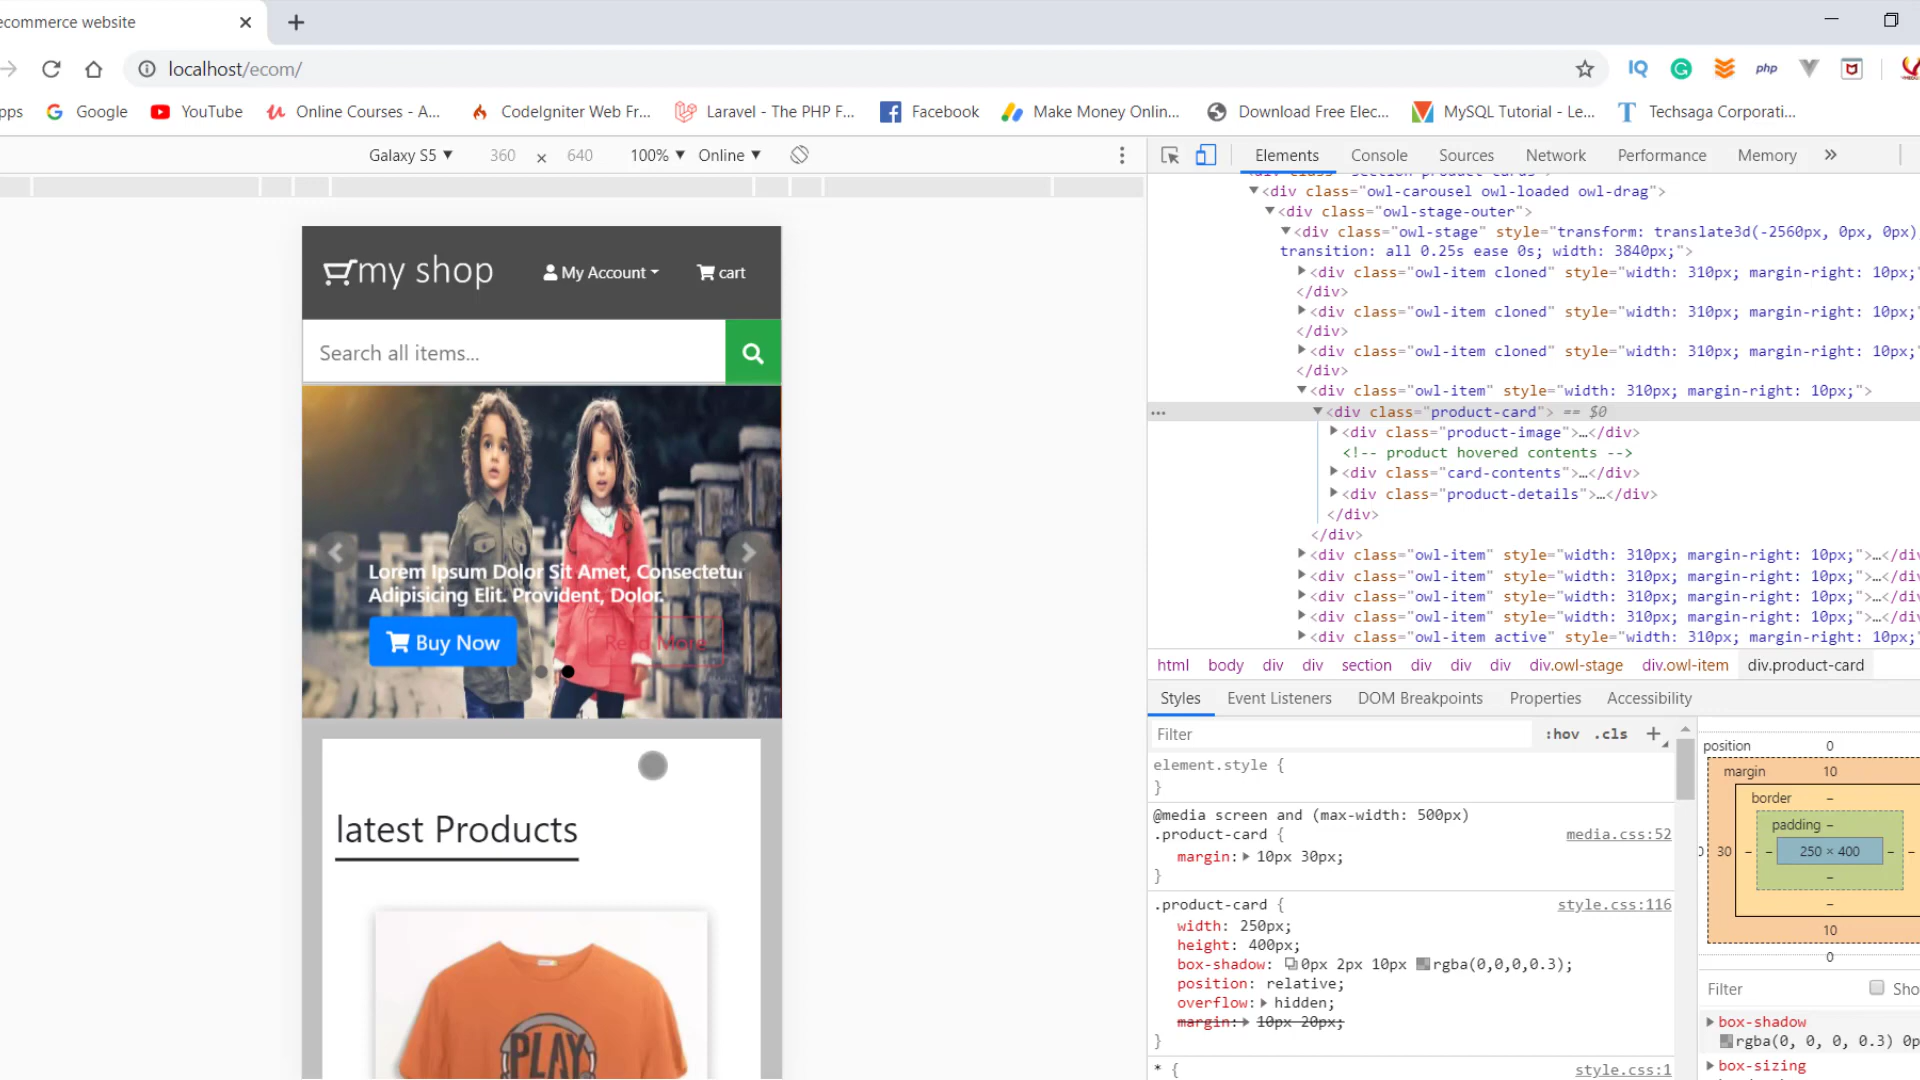 ecommerce website
localhost/ecom/
IQ
php
pps
Google
YouTube
Online Courses - A...
CodeIgniter Web Fr...
Laravel - The PHP F...
Facebook
Make Money Onlin...
Download Free Elec...
MySQL Tutorial - Le...
Techsaga Corporati...
Galaxy S5
360
640
100%
Online
Elements
Console
Sources
Network
Performance
Memory
<div class="owl-carousel owl-loaded owl-drag">
<div class="owl-stage-outer">
<div class="owl-stage" style="transform: translate3d(-2560px, 0px, 0px)
transition: all 0.25s ease 0s; width: 3840px;">
<div class="owl-item cloned" style="width: 310px; margin-right: 10px;"
</div>
<div class="owl-item cloned" style="width: 310px; margin-right: 10px;"
</div>
<div class="owl-item cloned" style="width: 310px; margin-right: 10px;"
</div>
<div class="owl-item" style="width: 310px; margin-right: 10px;">
<div class="product-card"> == $0
<div class="product-image">…</div>
<!-- product hovered contents -->
<div class="card-contents">…</div>
<div class="product-details">…</div>
</div>
</div>
<div class="owl-item" style="width: 310px; margin-right: 10px;">…</di
<div class="owl-item" style="width: 310px; margin-right: 10px;">…</di
<div class="owl-item" style="width: 310px; margin-right: 10px;">…</di
<div class="owl-item" style="width: 310px; margin-right: 10px;">…</di
<div class="owl-item active" style="width: 310px; margin-right: 10px;"
html body div div section div div div div.owl-stage div.owl-item div.product-card
Styles
Event Listeners
DOM Breakpoints
Properties
Accessibility
Filter
:hov .cls +
element.style {
}
@media screen and (max-width: 500px)
.product-card {
media.css:52
margin: 10px 30px;
}
.product-card {
style.css:116
width: 250px;
height: 400px;
box-shadow: 0px 2px 10px rgba(0,0,0,0.3);
position: relative;
overflow: hidden;
margin: 10px 20px;
}
* {
style.css:1
position 0
margin 10
border –
padding –
0 30 – – 250 × 400 – –
–
–
10
0
Filter
Sho
box-shadow
rgba(0, 0, 0, 0.3) 0p
box-sizing
my shop
My Account
cart
Search all items...
Lorem Ipsum Dolor Sit Amet, Consectetur
Adipisicing Elit. Provident, Dolor.
Buy Now
Read More
latest Products
PLAY